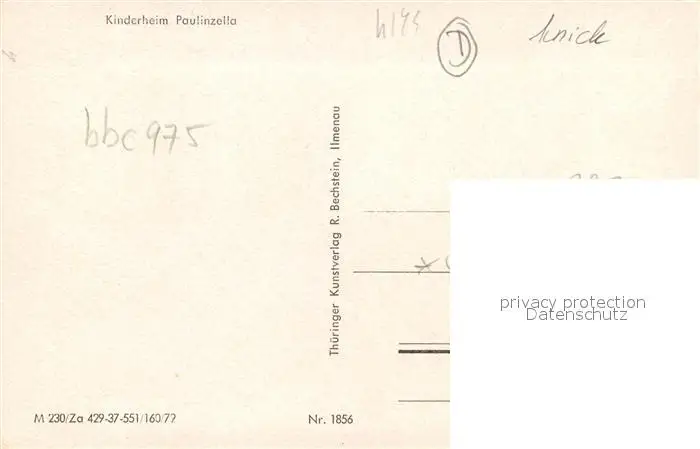 Kinderheim Paulinzella
D
knick
bbc975
Thüringer Kunstverlag R. Bechstein, Ilmenau
privacy protection
Datenschutz
M 230/Za 429-37-551/160/72
Nr. 1856